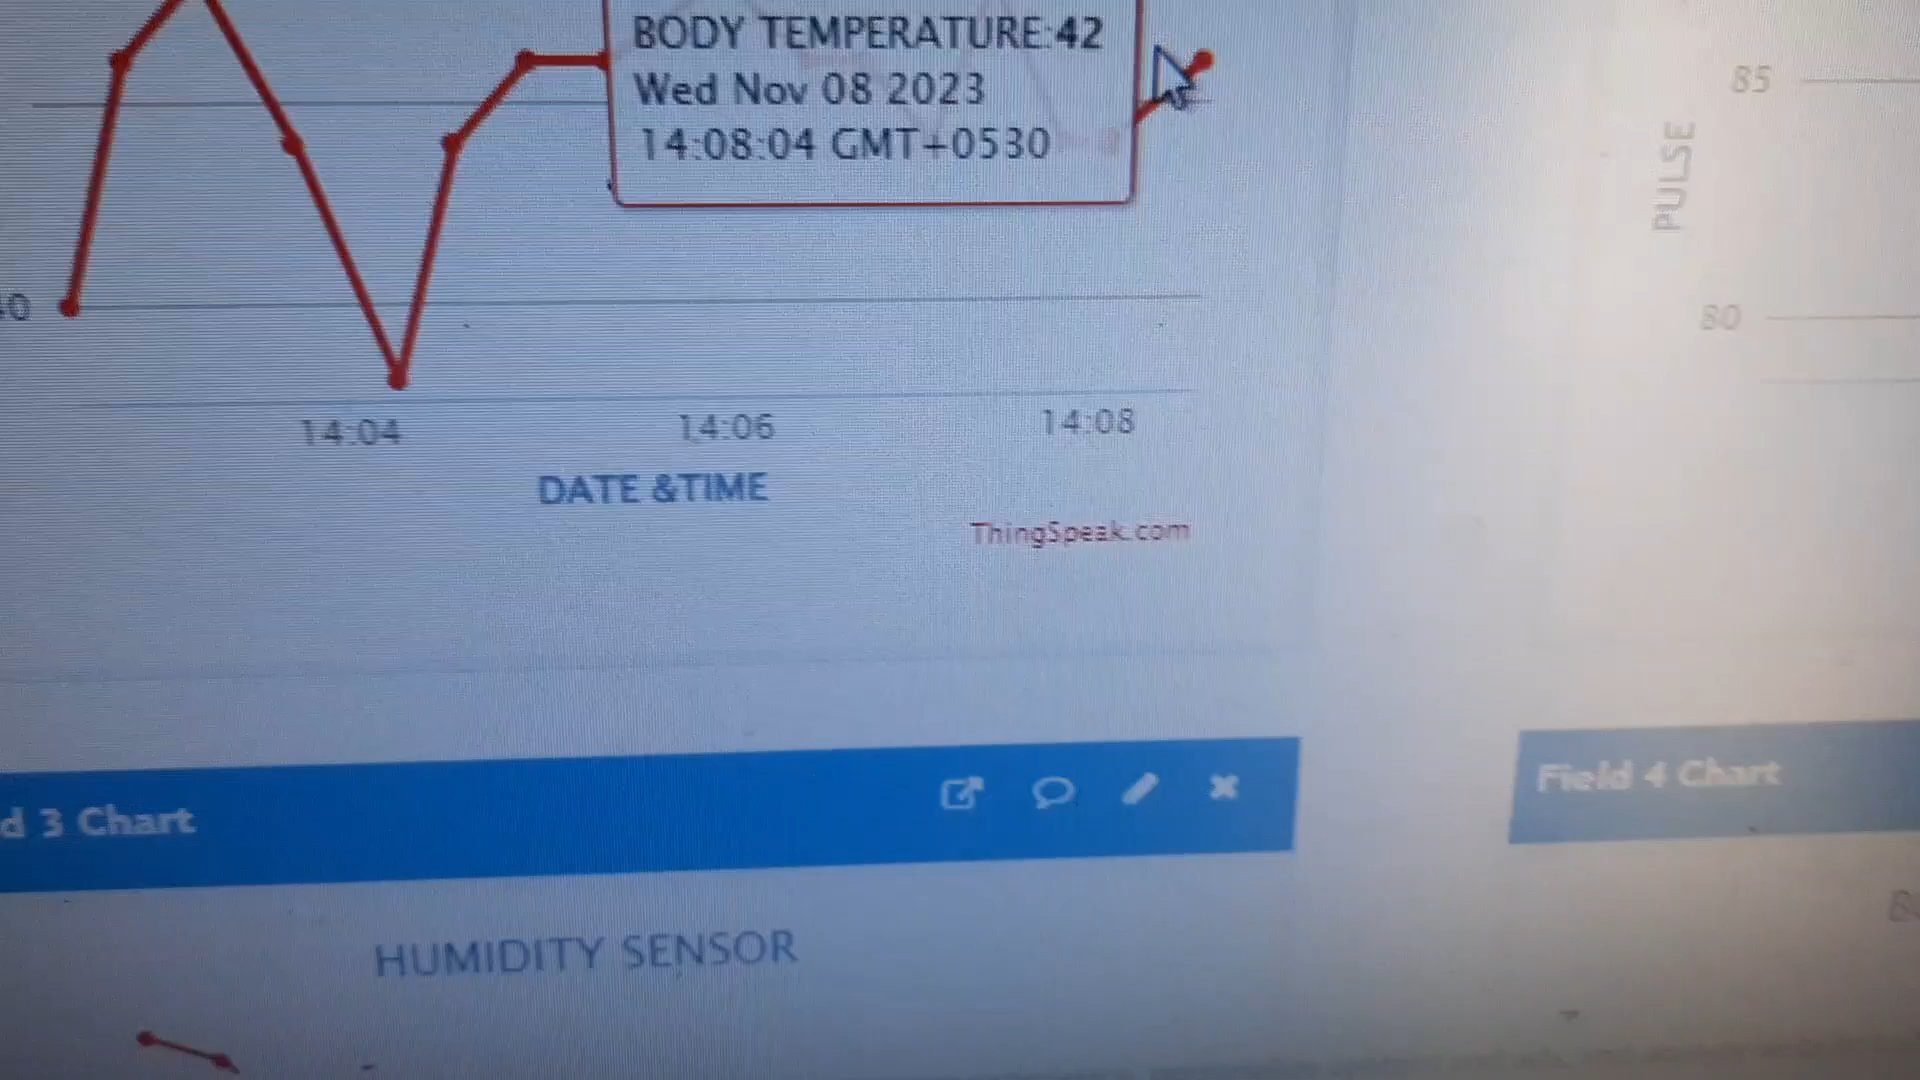 BODY TEMPERATURE:42
Wed Nov 08 2023
14:08:04 GMT+0530
85
PULSE
80
14:04
14:06
14:08
DATE &TIME
ThingSpeak.com
3 Chart
Field 4 Chart
HUMIDITY SENSOR